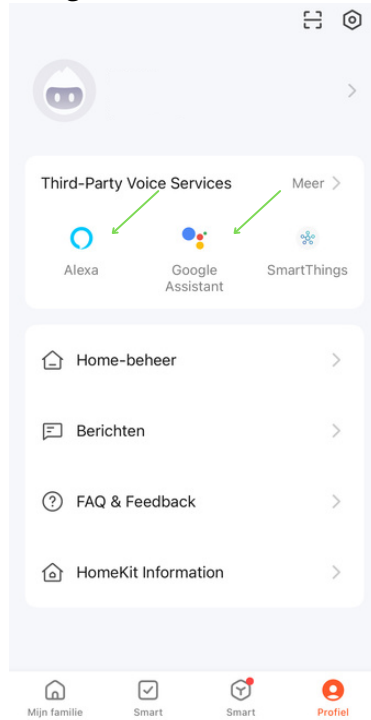 Third-Party Voice Services Meer
Alexa Google SmartThings
Assistant
Home-beheer
Berichten
FAQ & Feedback
HomeKit Information
Mijn familie Smart Smart Profiel